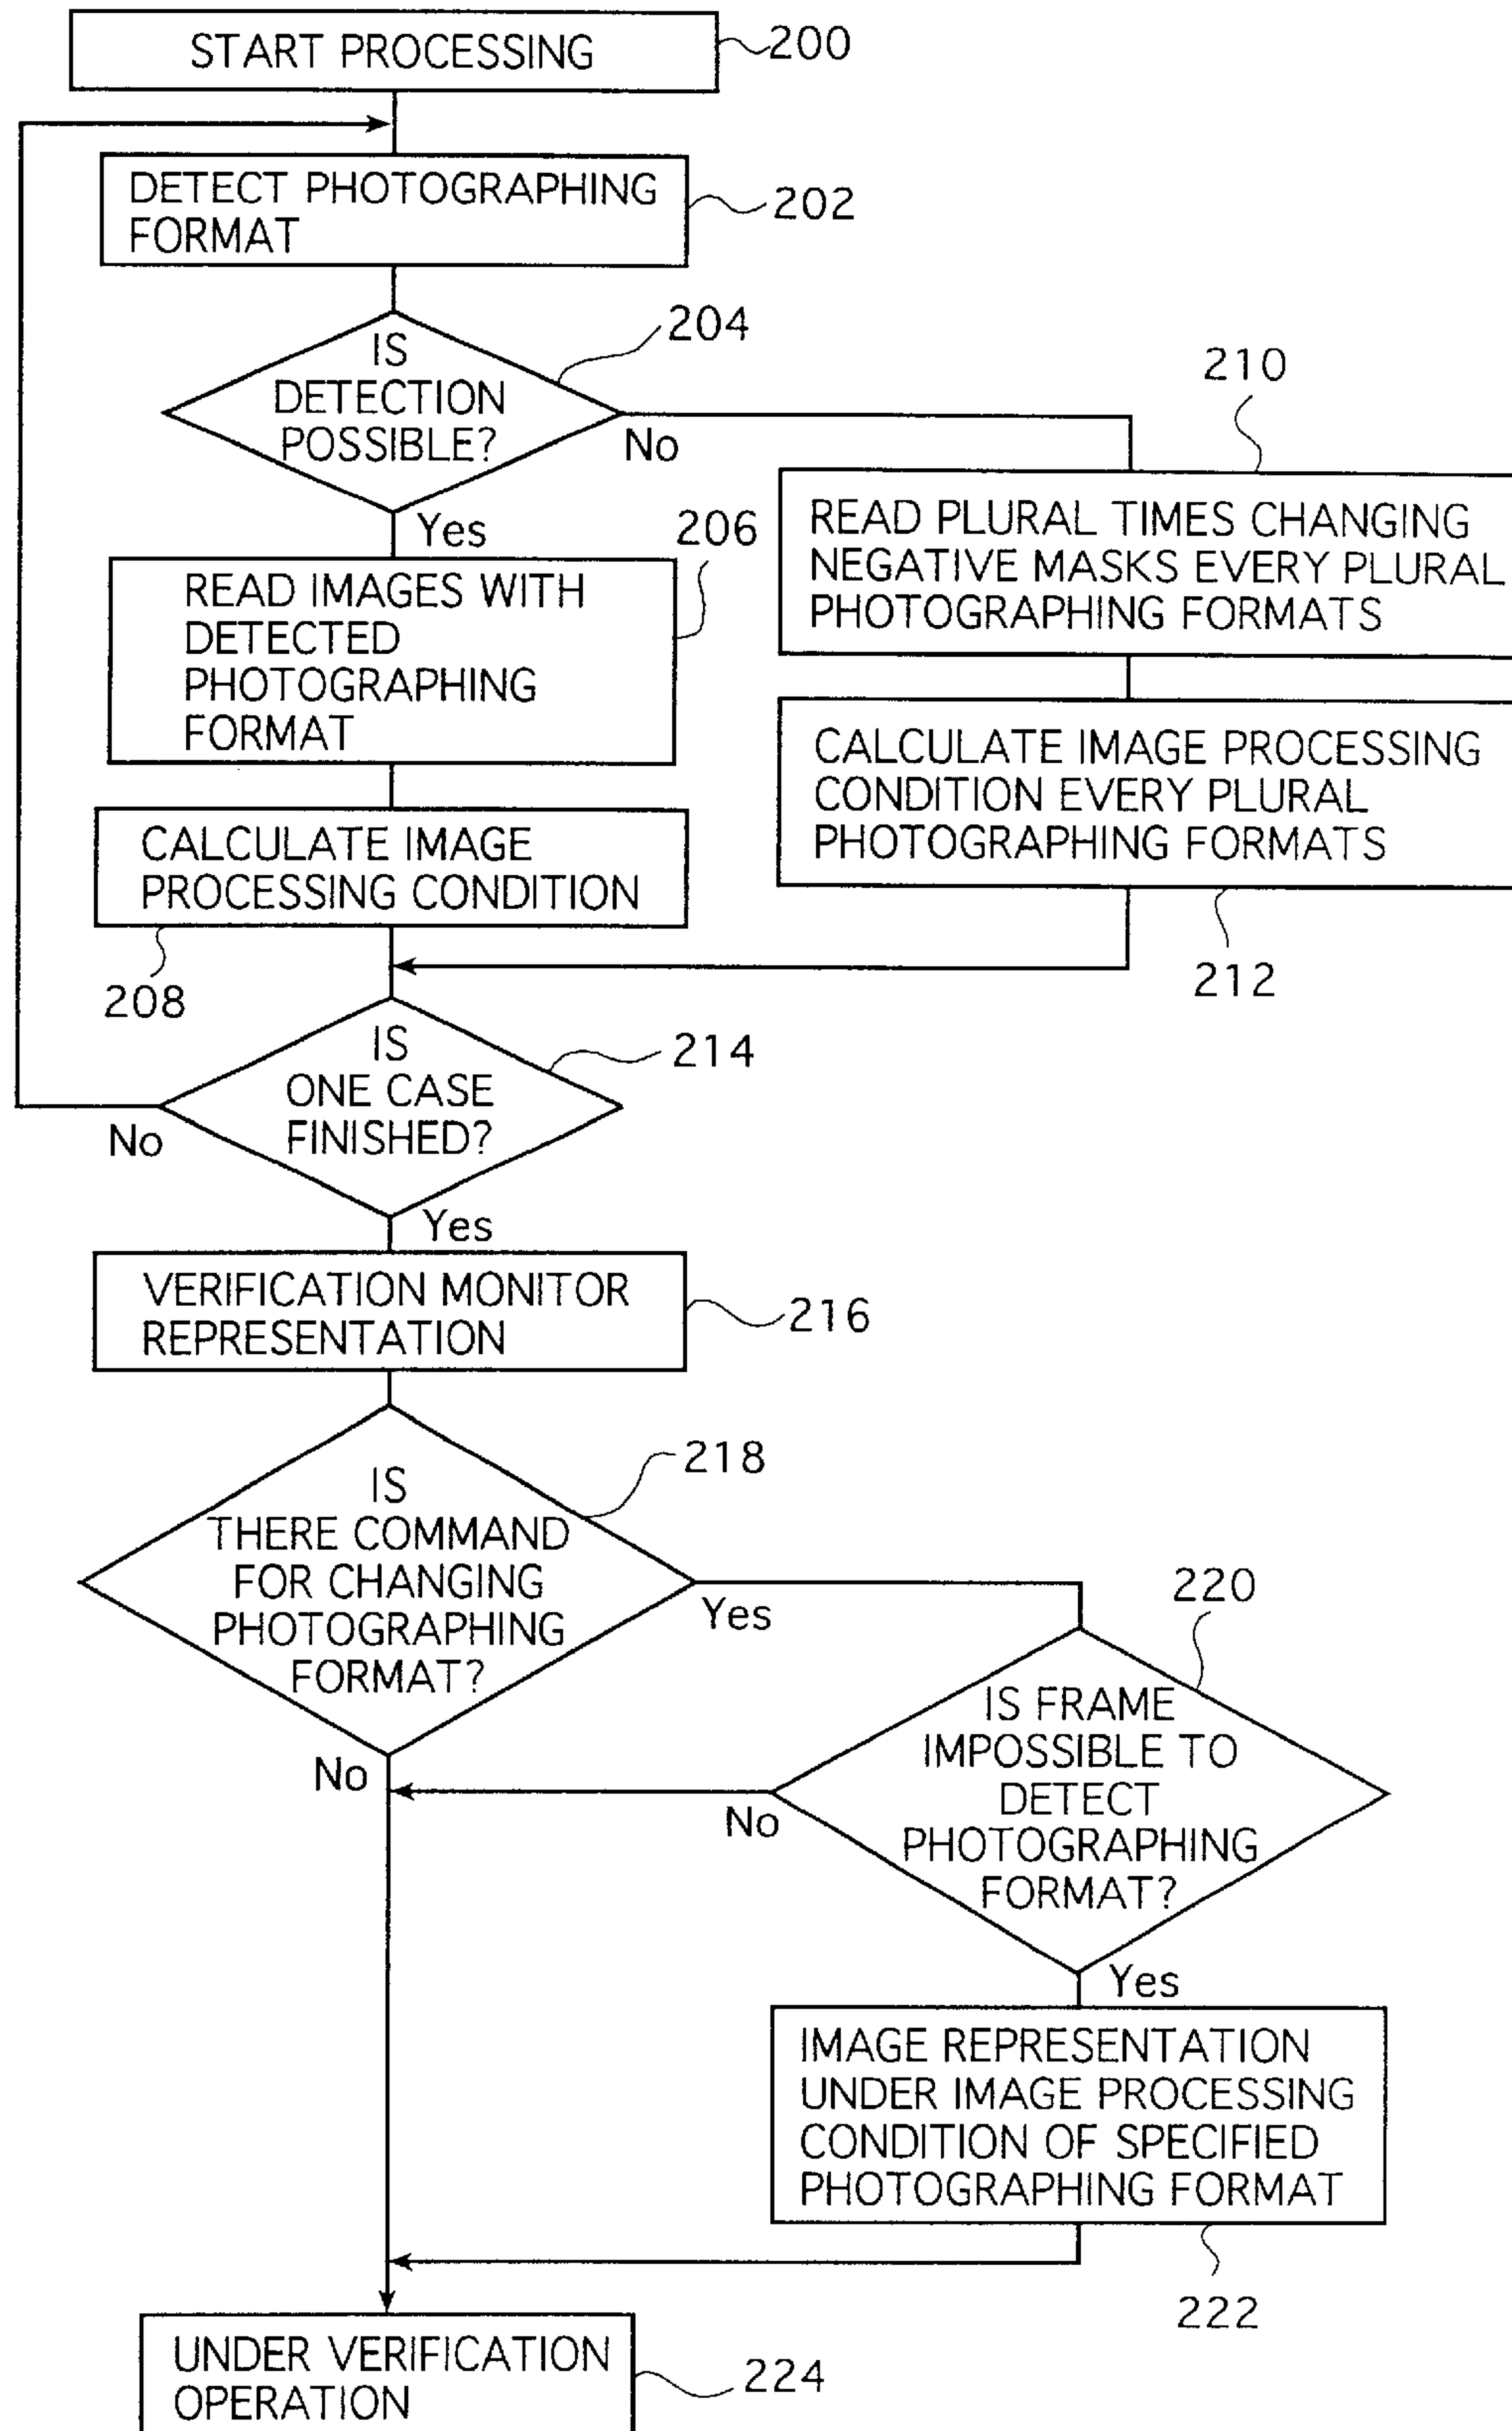 START PROCESSING
200
DETECT PHOTOGRAPHING
FORMAT
202
IS
DETECTION
POSSIBLE?
204
No
Yes
210
READ PLURAL TIMES CHANGING
NEGATIVE MASKS EVERY PLURAL
PHOTOGRAPHING FORMATS
206
READ IMAGES WITH
DETECTED
PHOTOGRAPHING
FORMAT
CALCULATE IMAGE PROCESSING
CONDITION EVERY PLURAL
PHOTOGRAPHING FORMATS
212
CALCULATE IMAGE
PROCESSING CONDITION
208
IS
ONE CASE
FINISHED?
214
No
Yes
VERIFICATION MONITOR
REPRESENTATION
216
IS
THERE COMMAND
FOR CHANGING
PHOTOGRAPHING
FORMAT?
218
Yes
No
220
IS FRAME
IMPOSSIBLE TO
DETECT
PHOTOGRAPHING
FORMAT?
No
Yes
IMAGE REPRESENTATION
UNDER IMAGE PROCESSING
CONDITION OF SPECIFIED
PHOTOGRAPHING FORMAT
222
UNDER VERIFICATION
OPERATION
224